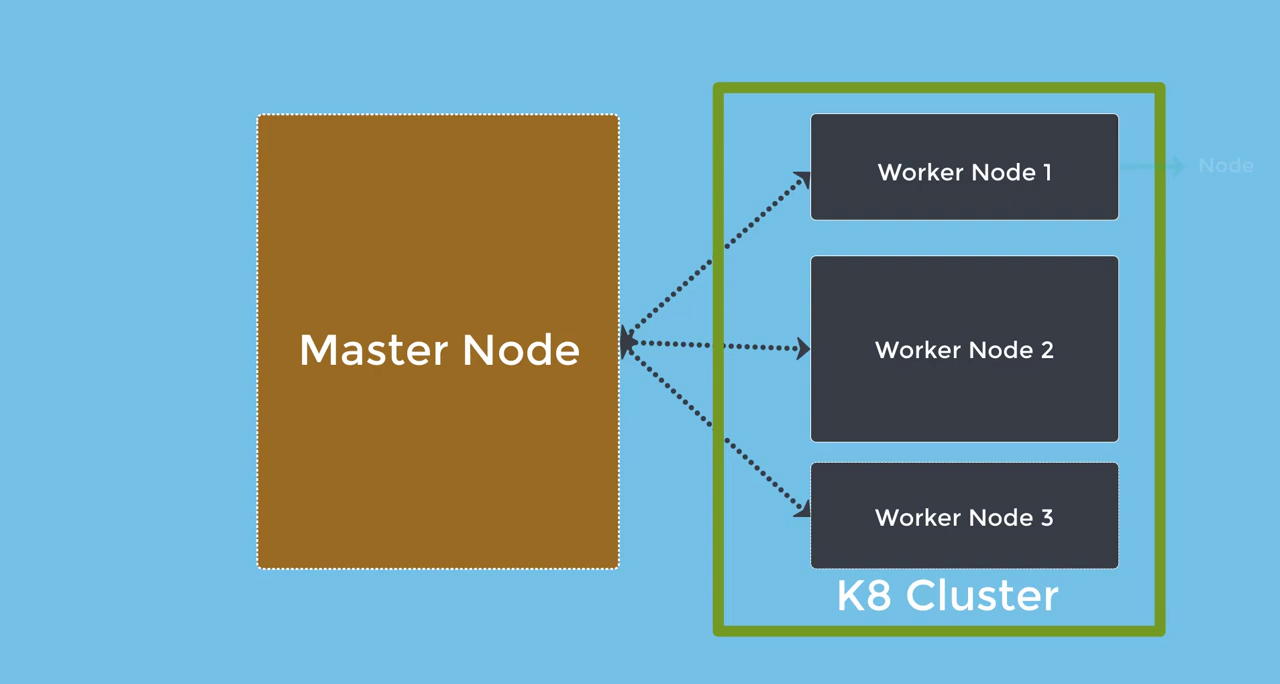 Master Node
Worker Node 1
Node
Worker Node 2
Worker Node 3
K8 Cluster